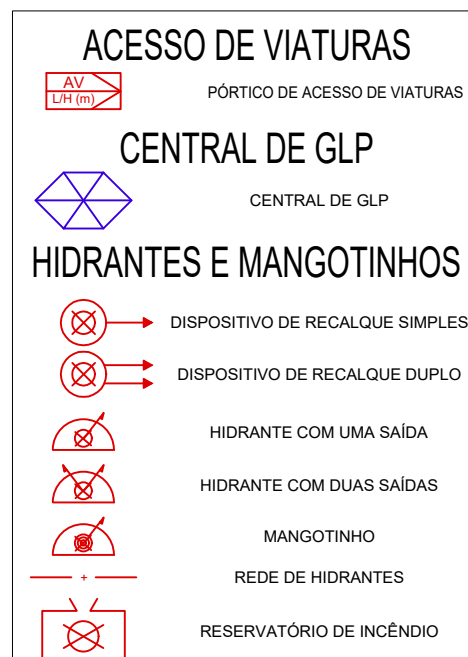 ACESSO DE VIATURAS
AV
L/H (m)
PÓRTICO DE ACESSO DE VIATURAS
CENTRAL DE GLP
CENTRAL DE GLP
HIDRANTES E MANGOTINHOS
DISPOSITIVO DE RECALQUE SIMPLES
DISPOSITIVO DE RECALQUE DUPLO
HIDRANTE COM UMA SAÍDA
HIDRANTE COM DUAS SAÍDAS
MANGOTINHO
REDE DE HIDRANTES
RESERVATÓRIO DE INCÊNDIO